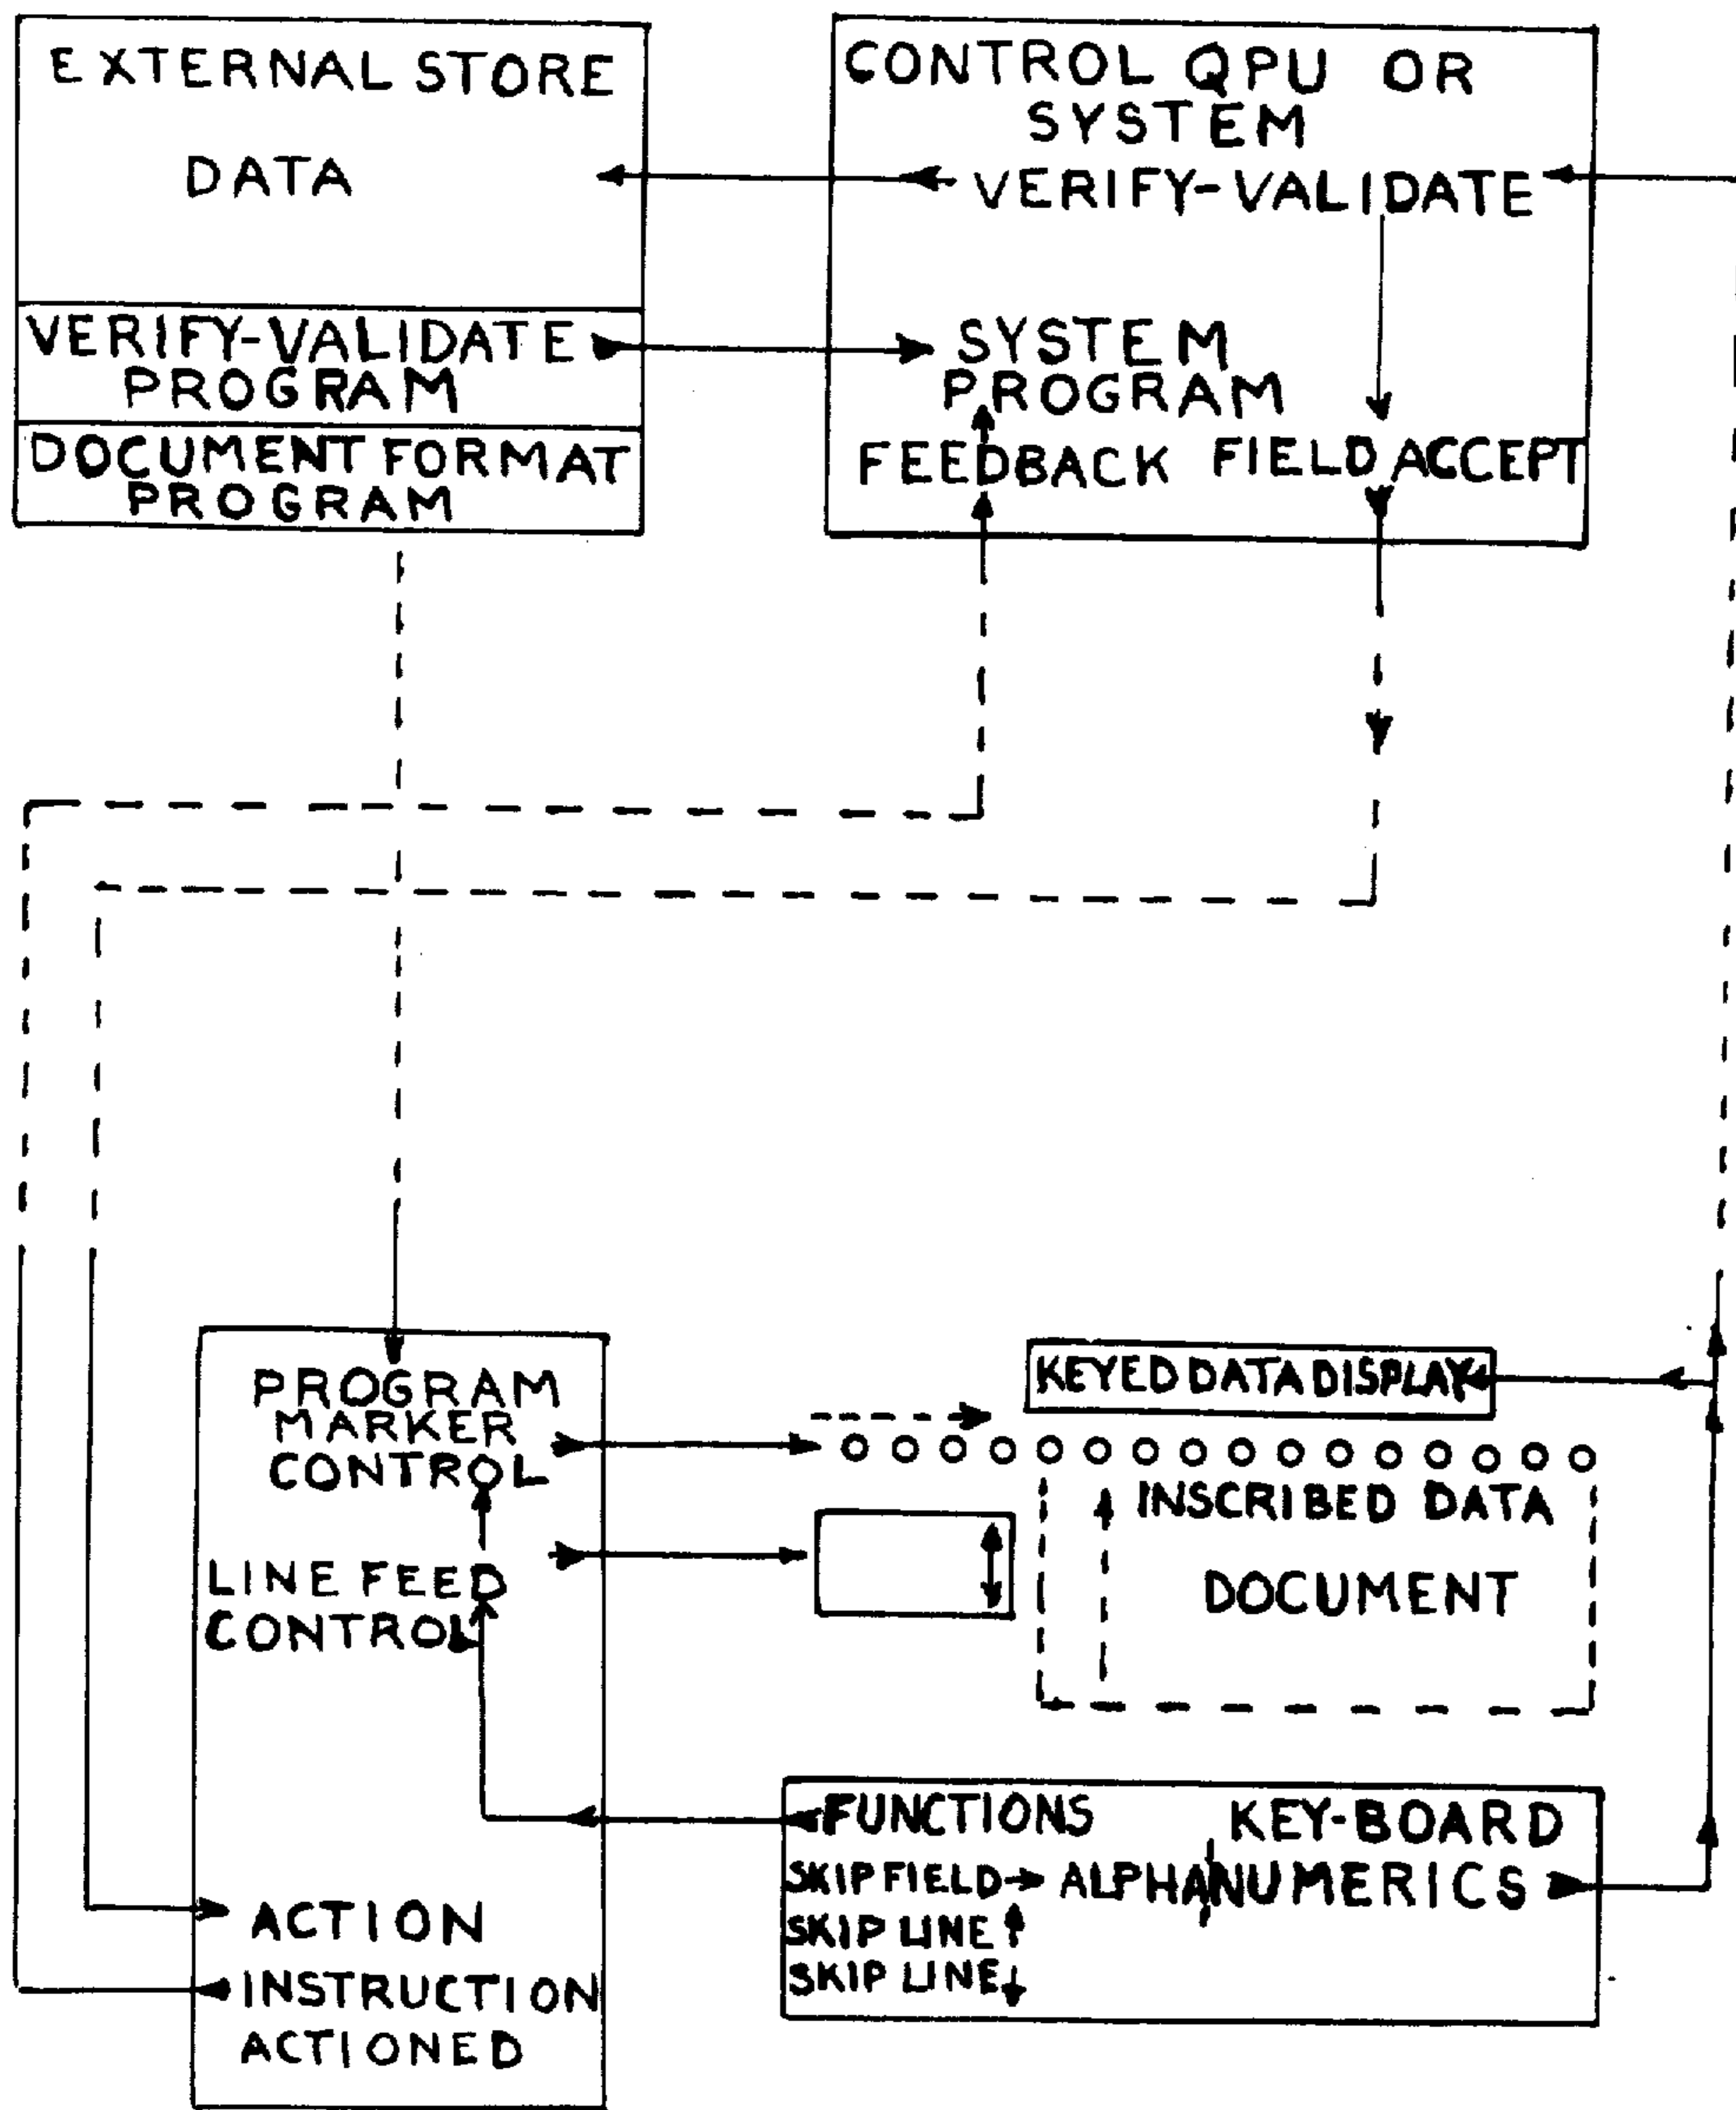 EXTERNAL STORE
DATA
VERIFY-VALIDATE
PROGRAM
DOCUMENT FORMAT
PROGRAM
CONTROL QPU OR
SYSTEM
VERIFY-VALIDATE
SYSTEM
PROGRAM
FEEDBACK FIELD ACCEPT
PROGRAM
MARKER
CONTROL
LINE FEED
CONTROL
ACTION
INSTRUCTION
ACTIONED
KEYED DATA DISPLAY
INSCRIBED DATA
DOCUMENT
FUNCTIONS KEY-BOARD
SKIP FIELD → ALPHANUMERICS
SKIP LINE ↑
SKIP LINE ↓